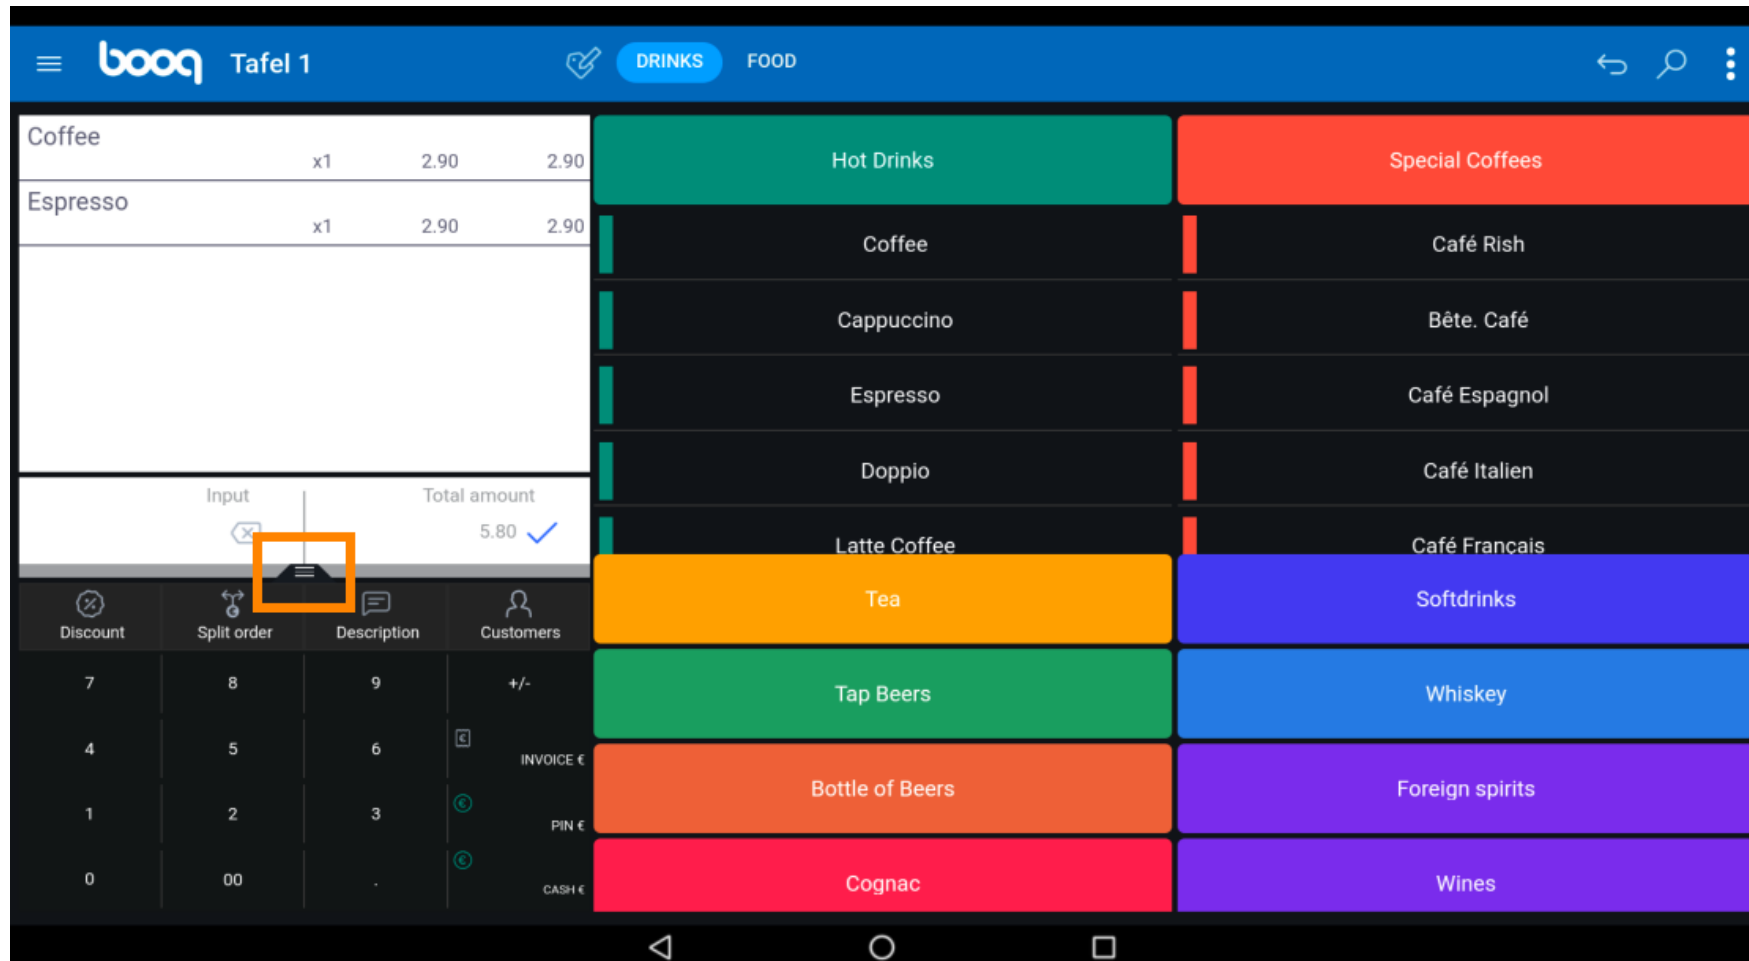 booq Tafel 1 DRINKS FOOD
Coffee
x1 2.90 2.90
Espresso
x1 2.90 2.90
Input Total amount
5.80
Discount Split order Description Customers
7 8 9 +/-
4 5 6 INVOICE €
1 2 3 PIN €
0 00 . CASH €
Hot Drinks
Coffee
Cappuccino
Espresso
Doppio
Latte Coffee
Tea
Tap Beers
Bottle of Beers
Cognac
Special Coffees
Café Rish
Bête. Café
Café Espagnol
Café Italien
Café Français
Softdrinks
Whiskey
Foreign spirits
Wines